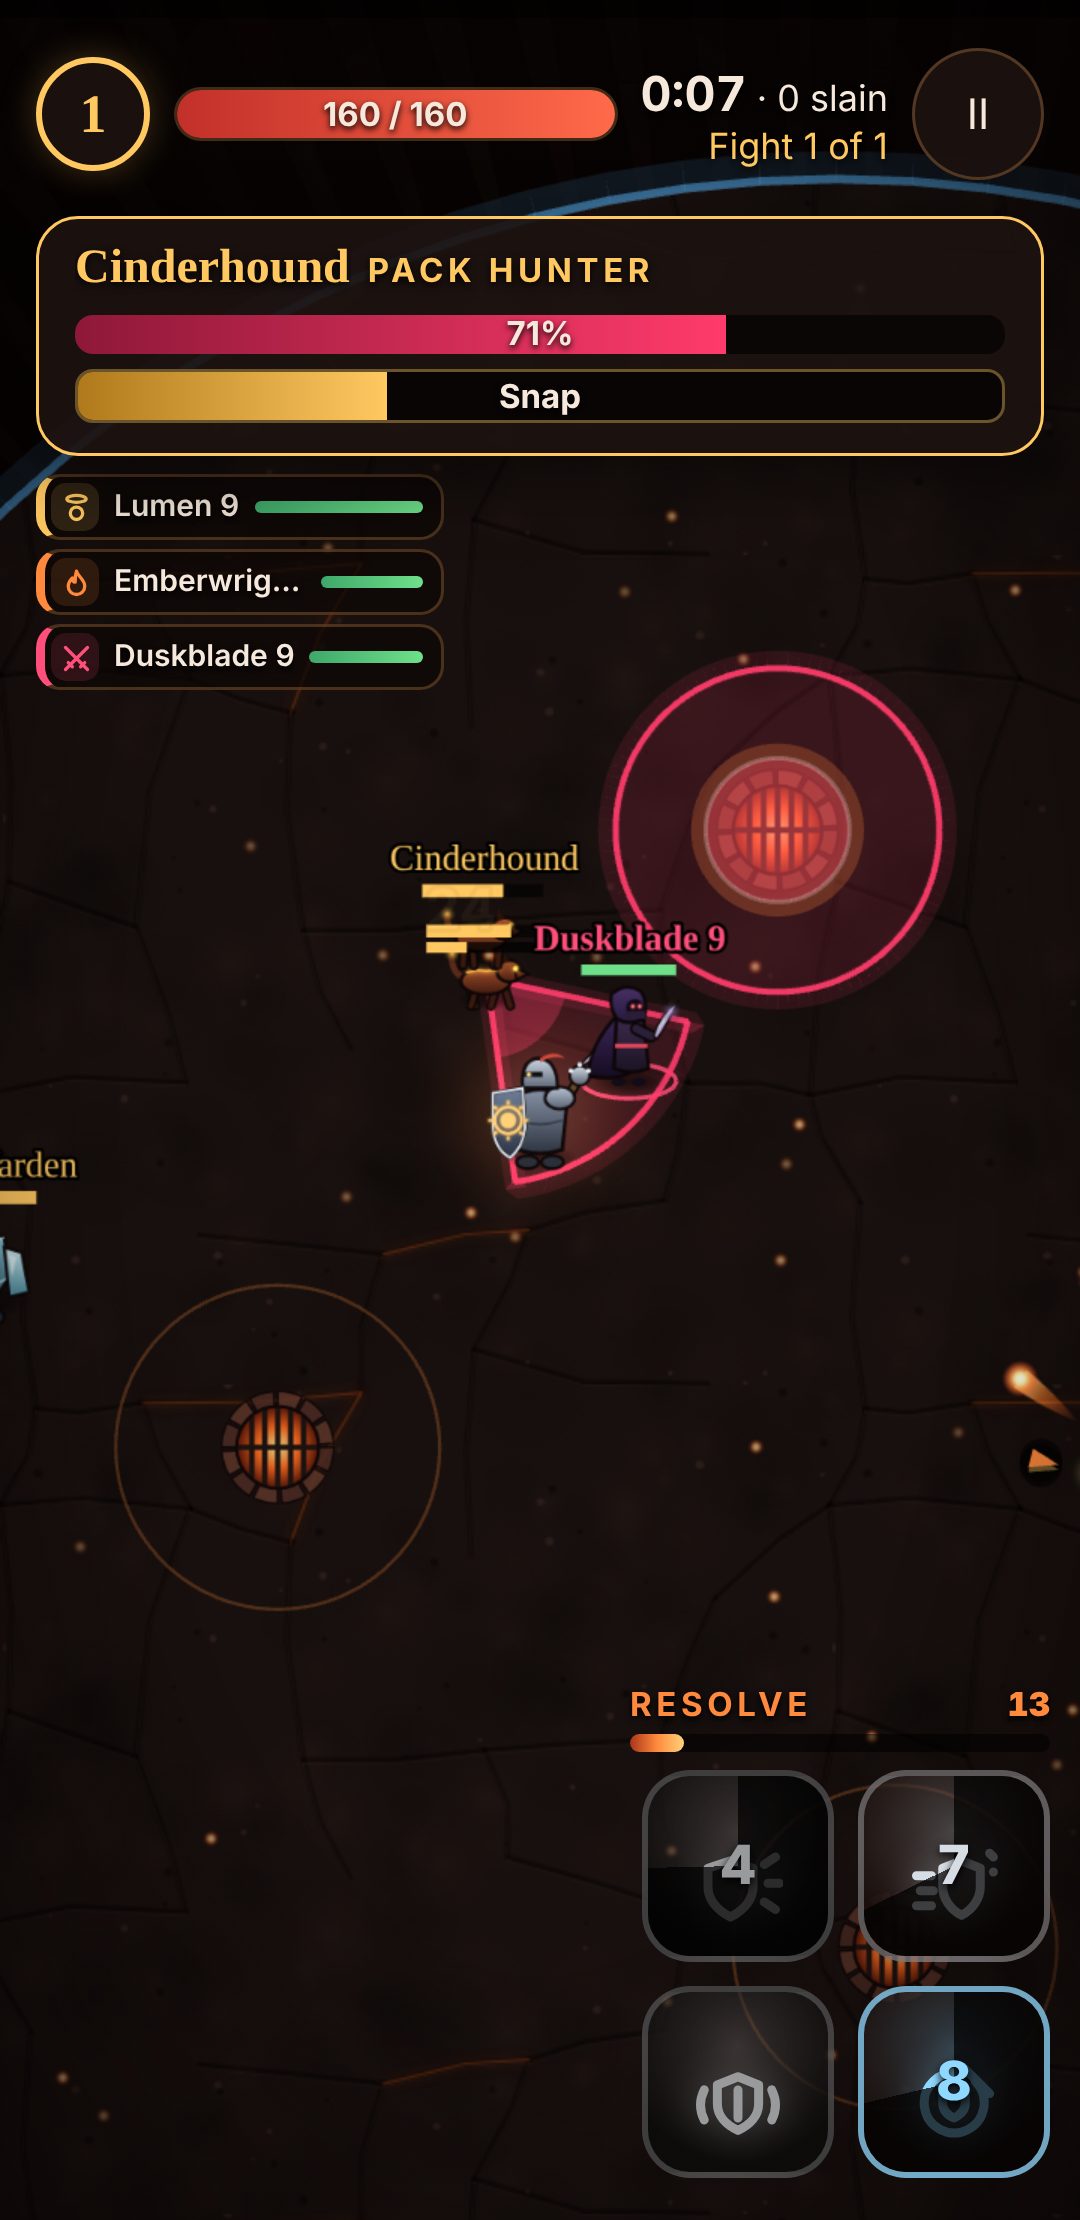 1
160 / 160
0:07 · 0 slain
Fight 1 of 1
Cinderhound PACK HUNTER
71%
Snap
Lumen 9
Emberwrig...
Duskblade 9
Cinderhound
24
Duskblade 9
arden
RESOLVE 13
4
7
8